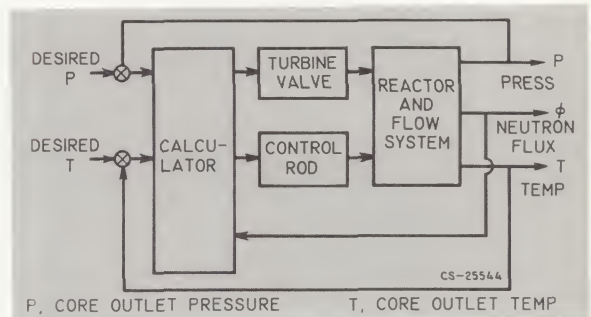 DESIRED
P
DESIRED
T
CALCU-
LATOR
TURBINE
VALVE
CONTROL
ROD
REACTOR
AND
FLOW
SYSTEM
P
PRESS
ϕ
NEUTRON
FLUX
T
TEMP
CS-25544
P, CORE OUTLET PRESSURE
T, CORE OUTLET TEMP